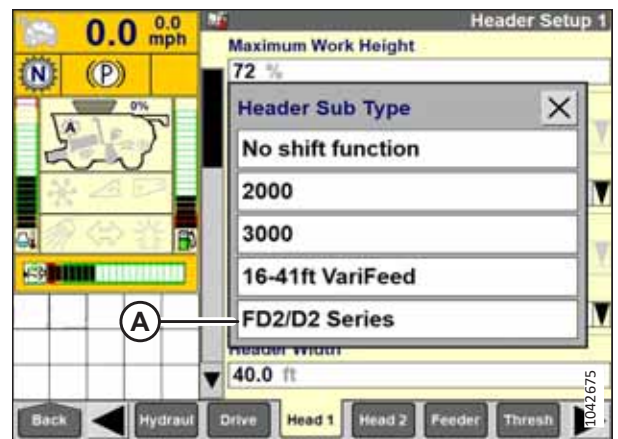 0.0 0.0 mph
Header Setup 1
Maximum Work Height
72 %
N
P
0%
A
Header Sub Type
No shift function
2000
3000
16-41ft VariFeed
A
FD2/D2 Series
Header Width
40.0 ft
1042675
Back
Hydraul
Drive
Head 1
Head 2
Feeder
Thresh